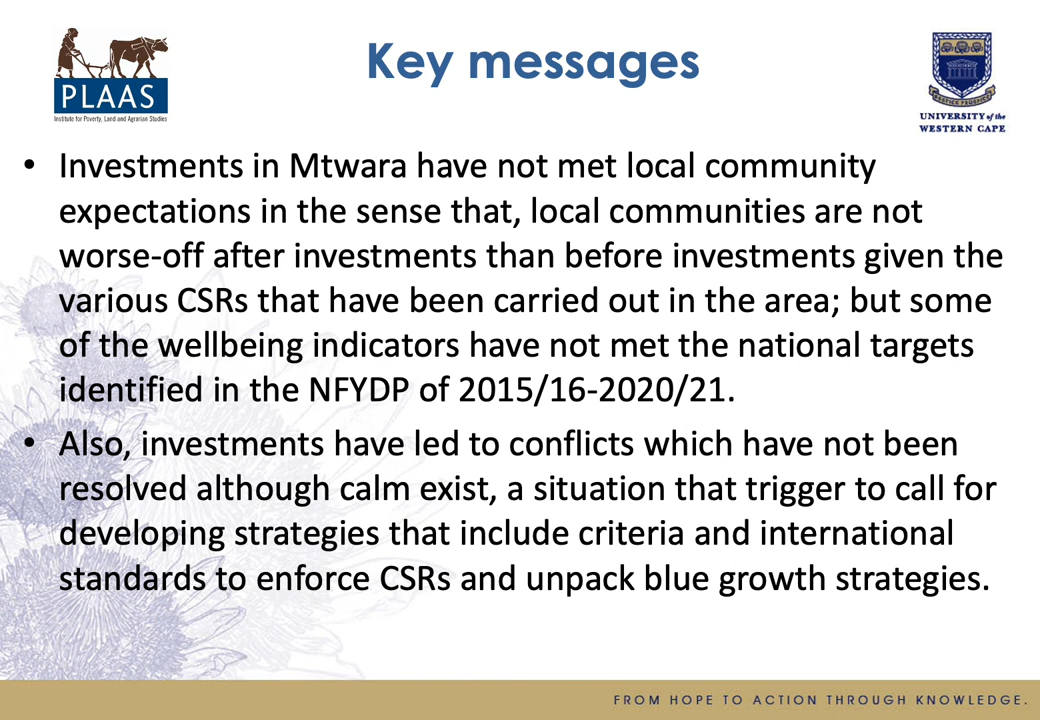 PLAAS
Institute for Poverty, Land and Agrarian Studies
Key messages
UNIVERSITY of the
WESTERN CAPE
• Investments in Mtwara have not met local community
expectations in the sense that, local communities are not
worse-off after investments than before investments given the
various CSRs that have been carried out in the area; but some
of the wellbeing indicators have not met the national targets
identified in the NFYDP of 2015/16-2020/21.
• Also, investments have led to conflicts which have not been
resolved although calm exist, a situation that trigger to call for
developing strategies that include criteria and international
standards to enforce CSRs and unpack blue growth strategies.
FROM HOPE TO ACTION THROUGH KNOWLEDGE.